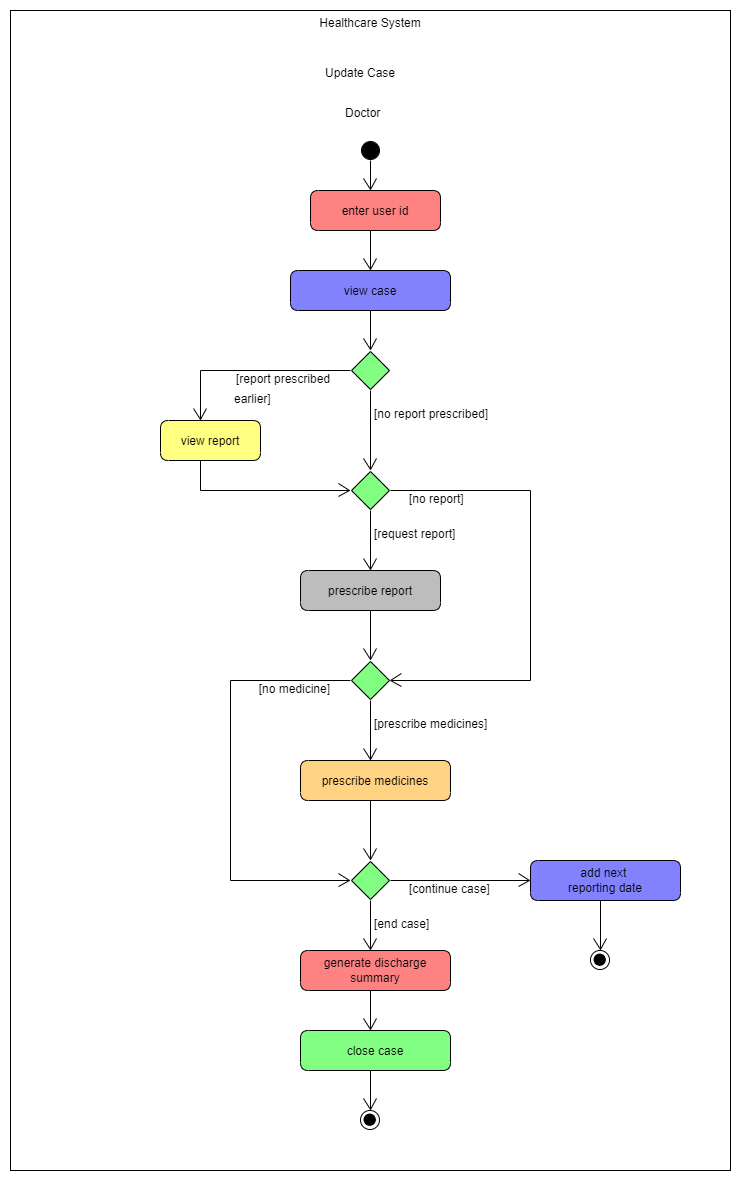 Healthcare System
Update Case
Doctor
enter user id
view case
[report prescribed
earlier]
[no report prescribed]
view report
[no report]
[request report]
prescribe report
[no medicine]
[prescribe medicines]
prescribe medicines
[continue case]
add next
reporting date
[end case]
generate discharge
summary
close case